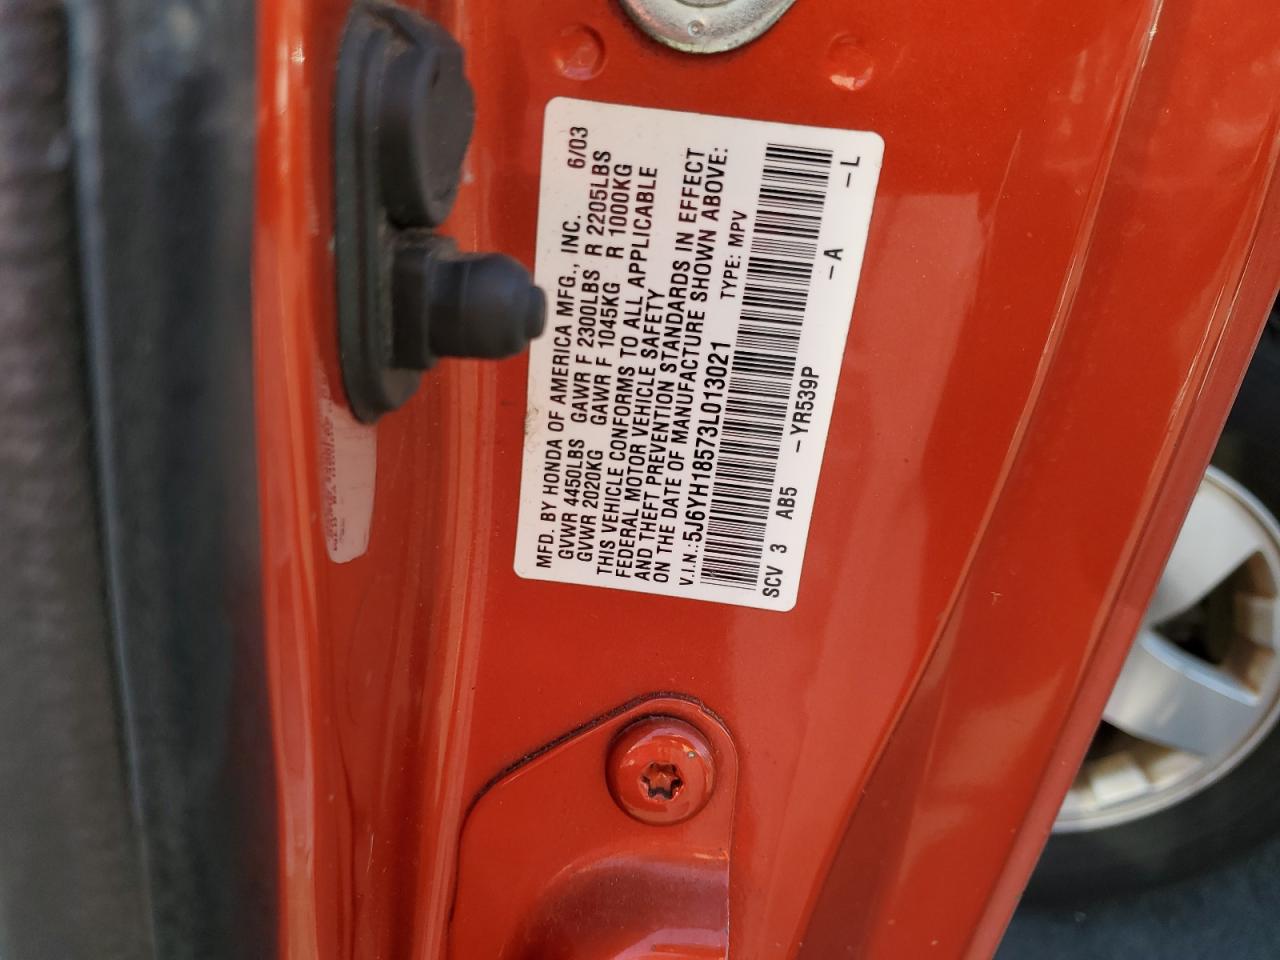 MFD. BY HONDA OF AMERICA MFG., INC. 6/03
GVWR 4450LBS GAWR F 2300LBS R 2205LBS
GVWR 2020KG GAWR F 1045KG R 1000KG
THIS VEHICLE CONFORMS TO ALL APPLICABLE
FEDERAL MOTOR VEHICLE SAFETY
AND THEFT PREVENTION STANDARDS IN EFFECT
ON THE DATE OF MANUFACTURE SHOWN ABOVE:
V.I.N.:5J6YH18573L013021 TYPE: MPV
SCV 3 AB5 -YR539P -A -L